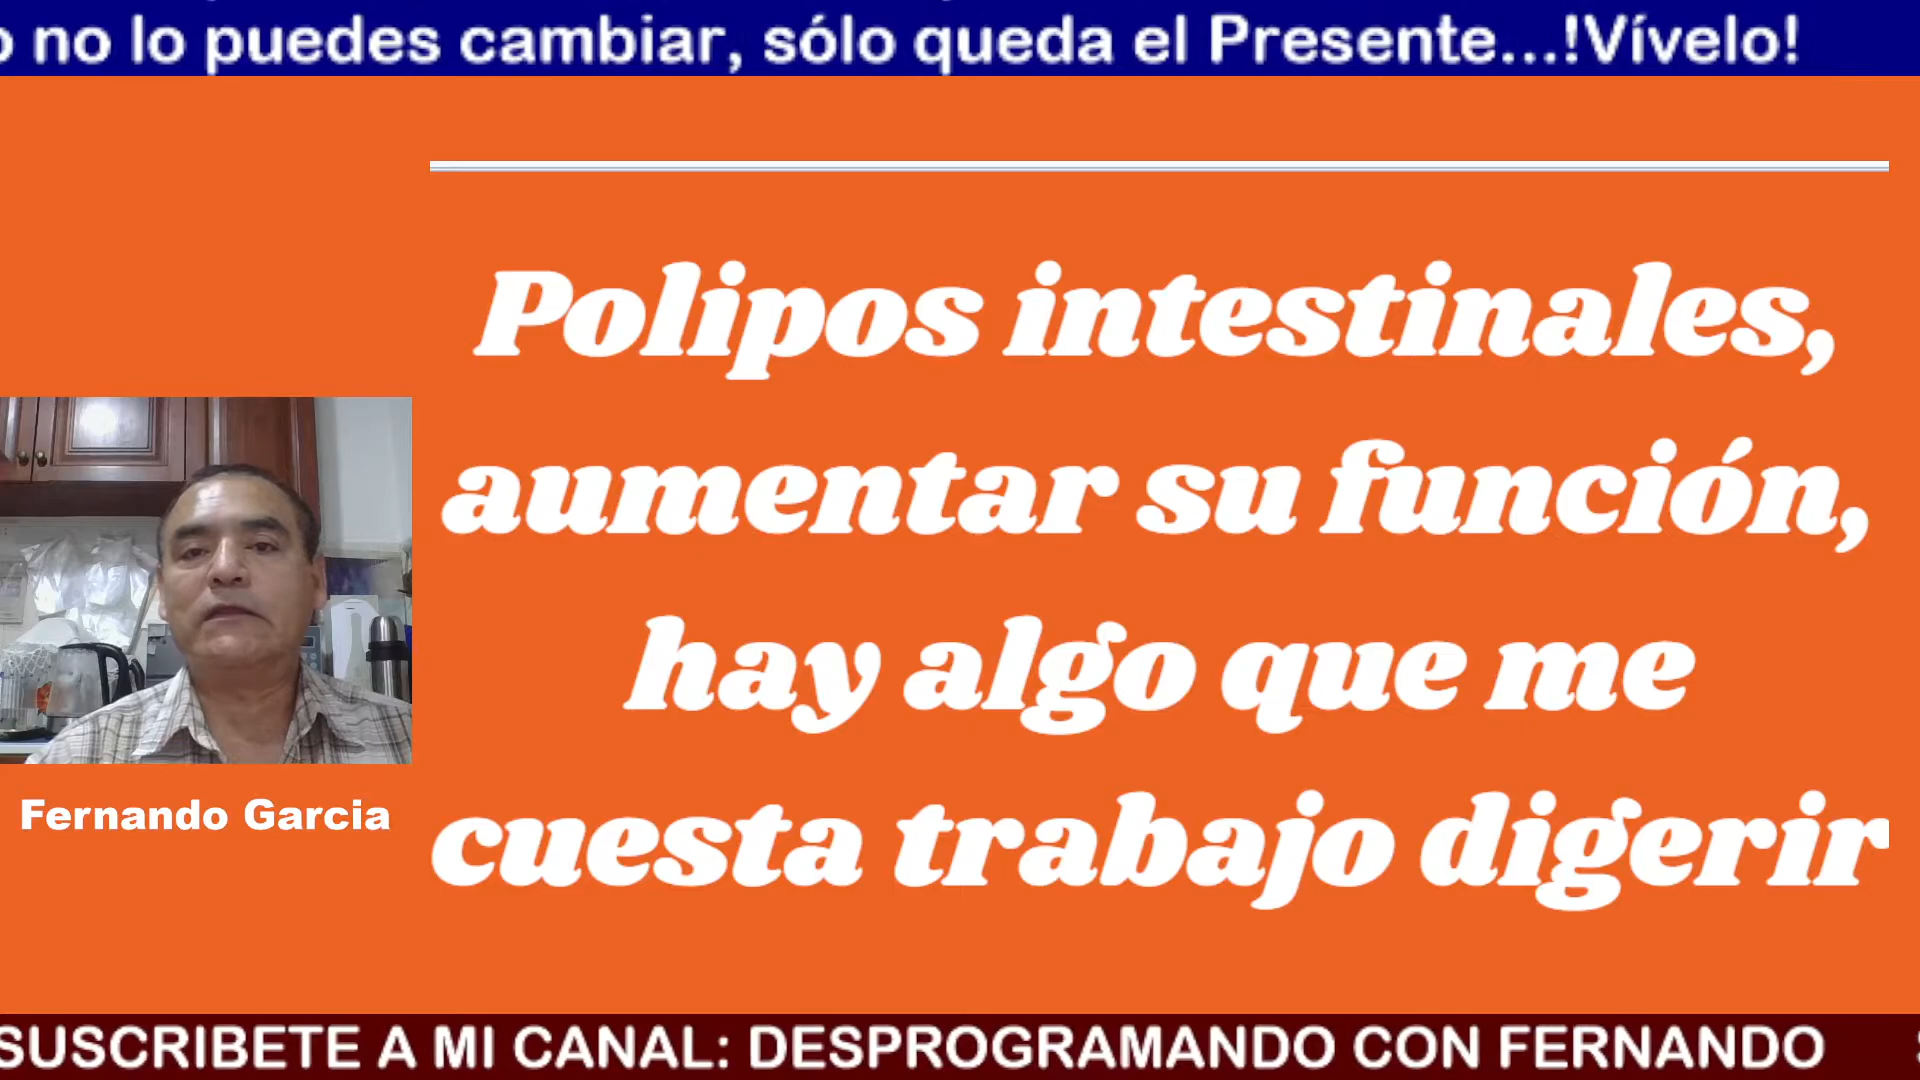 o no lo puedes cambiar, sólo queda el Presente...!Vívelo!
Polipos intestinales,
aumentar su función,
hay algo que me
cuesta trabajo digerir
Fernando Garcia
SUSCRIBETE A MI CANAL: DESPROGRAMANDO CON FERNANDO